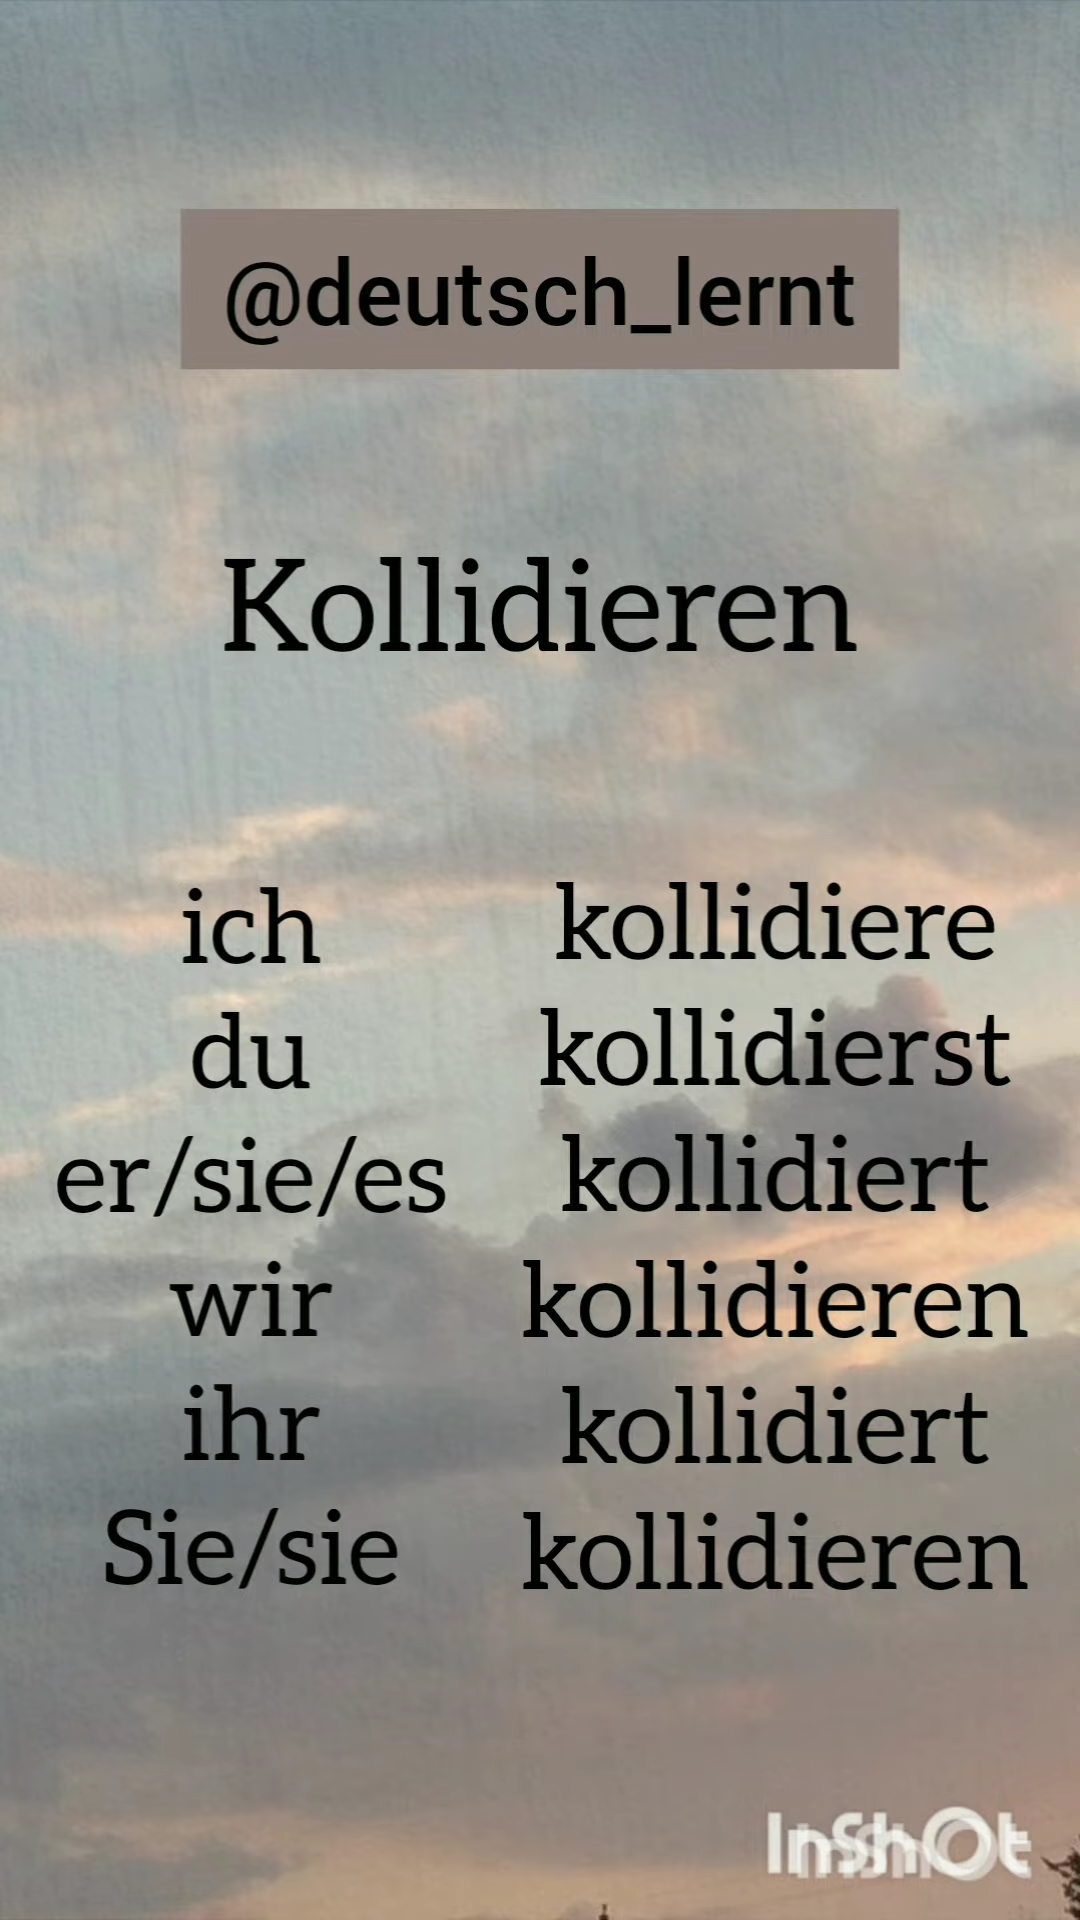 @deutsch_lernt
Kollidieren
ich kollidiere
du kollidierst
er/sie/es kollidiert
wir kollidieren
ihr kollidiert
Sie/sie kollidieren
InShOt